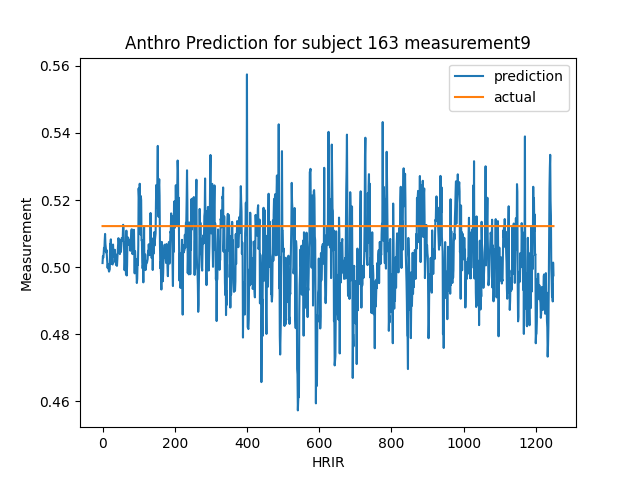 Anthro Prediction for subject 163 measurement9
prediction
actual
0.56
0.54
0.52
0.50
0.48
0.46
Measurement
0
200
400
600
800
1000
1200
HRIR